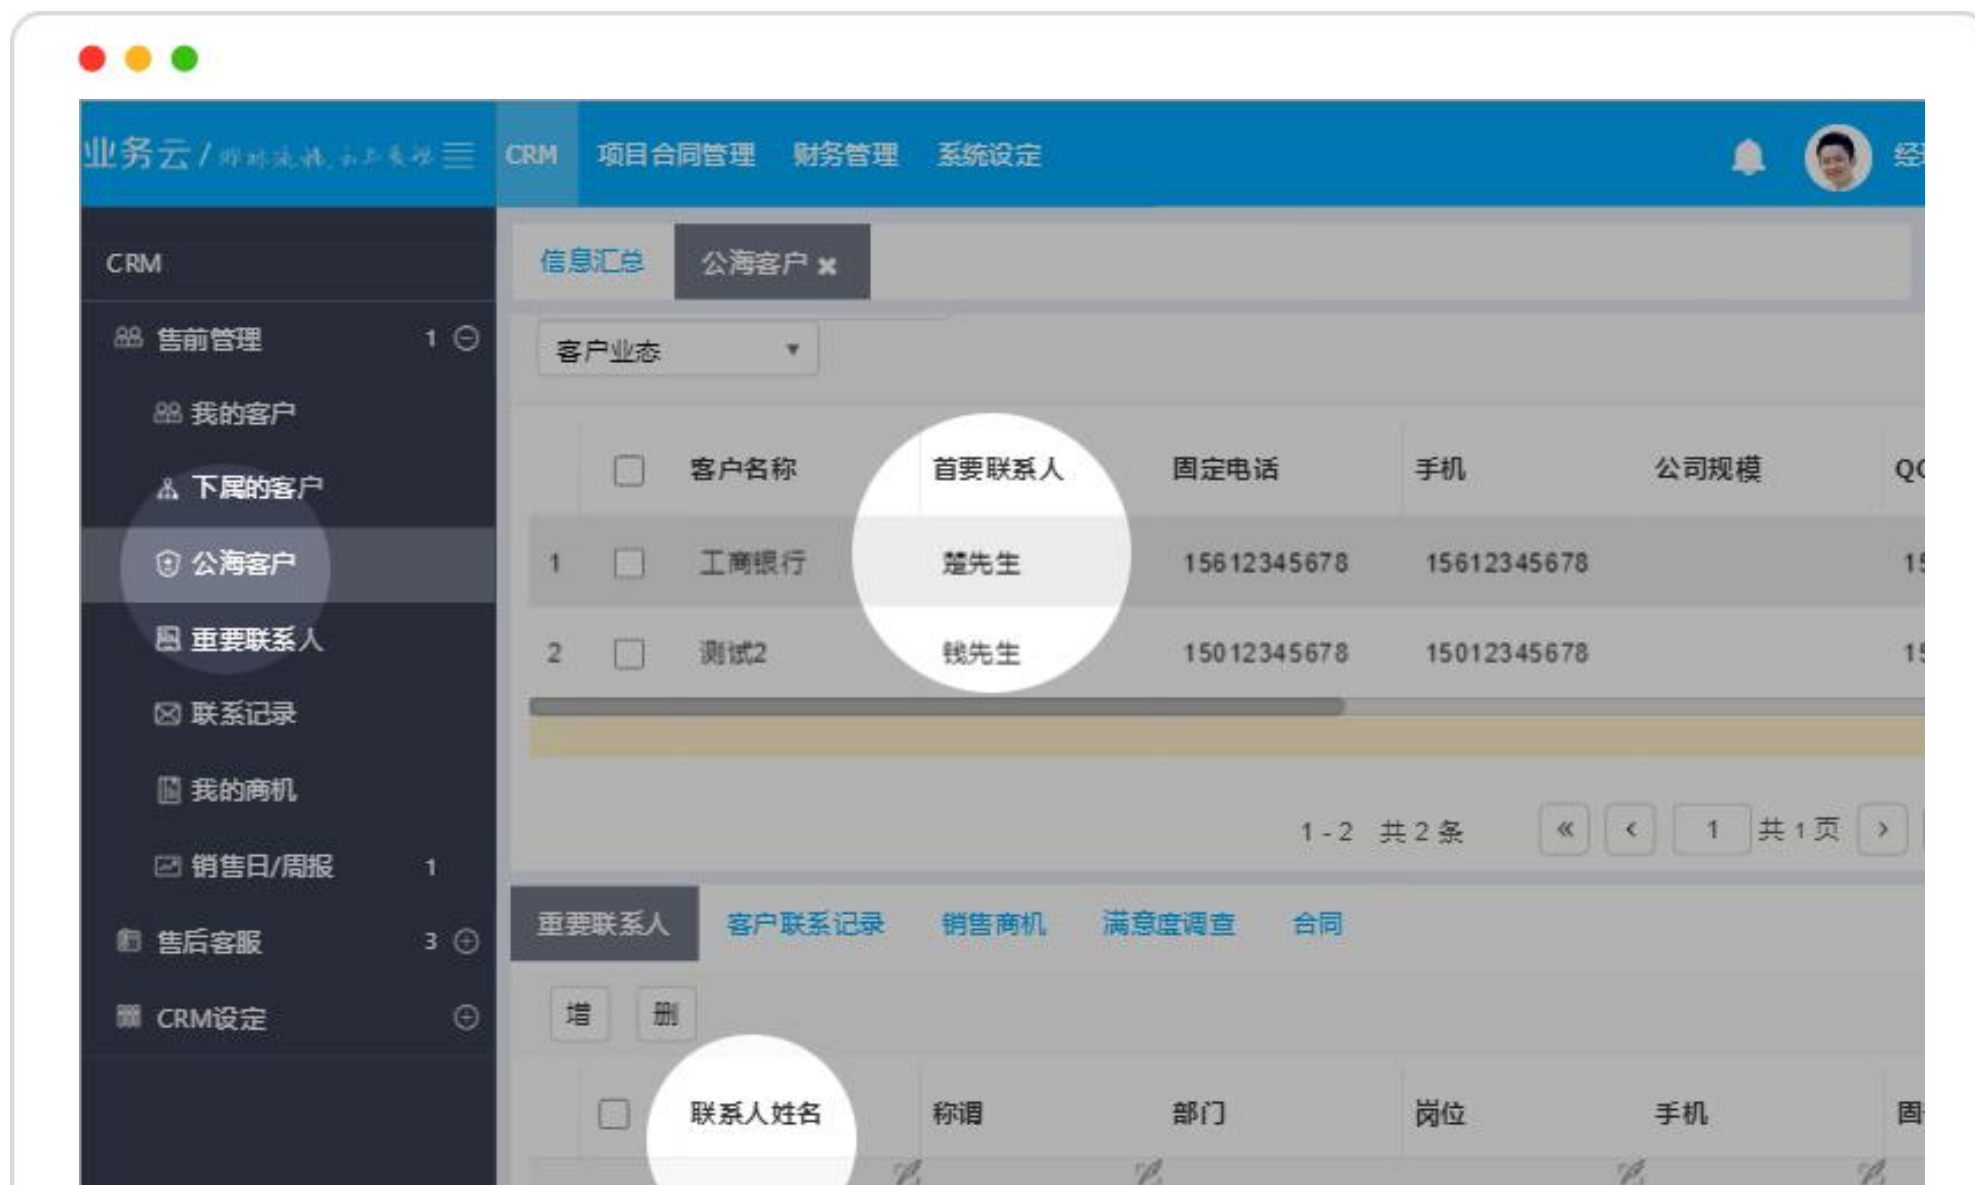 业务云/
CRM 项目合同管理 财务管理 系统设定
CRM
信息汇总 公海客户 ✖
售前管理 1
客户业态
我的客户
下属的客户
客户名称 首要联系人 固定电话 手机 公司规模
公海客户
1 工商银行 楚先生 15612345678 15612345678 15
重要联系人
2 测试2 钱先生 15012345678 15012345678 15
联系记录
我的商机
1 - 2 共 2 条 « ‹ 1 共 1 页 ›
销售日/周报 1
重要联系人 客户联系记录 销售商机 满意度调查 合同
售后客服 3
CRM设定
增 删
联系人姓名 称谓 部门 岗位 手机 固